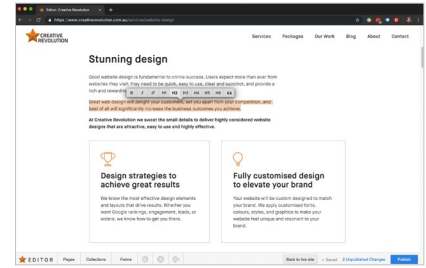 Editor: Creative Revolution
https://www.creativerevolution.com.au/services/website-design
CREATIVE
REVOLUTION
Services Packages Our Work Blog About Contact
Stunning design
Good website design is fundamental to online success. Users expect more than ever from
websites they visit; they need to be quick, easy to use, clear and succinct, and provide a
rich and rewarding
B I H1 H2 H3 H4 H5 H6
Great web design will delight your customers, set you apart from your competition, and
best of all will significantly increase the business outcomes you achieve.
At Creative Revolution we sweat the small details to deliver highly considered website
designs that are attractive, easy to use and highly effective.
Design strategies to
achieve great results
We know the most effective design elements
and layouts that drive results. Whether you
want Google rankings, engagement, leads, or
orders; we know how to get you there.
Fully customised design
to elevate your brand
Your website will be custom designed to match
your brand. We apply customised fonts,
colours, styles, and graphics to make your
website feel unique and resonant to your
brand.
EDITOR Pages Collections Forms Back to live site Saved 2 Unpublished Changes Publish